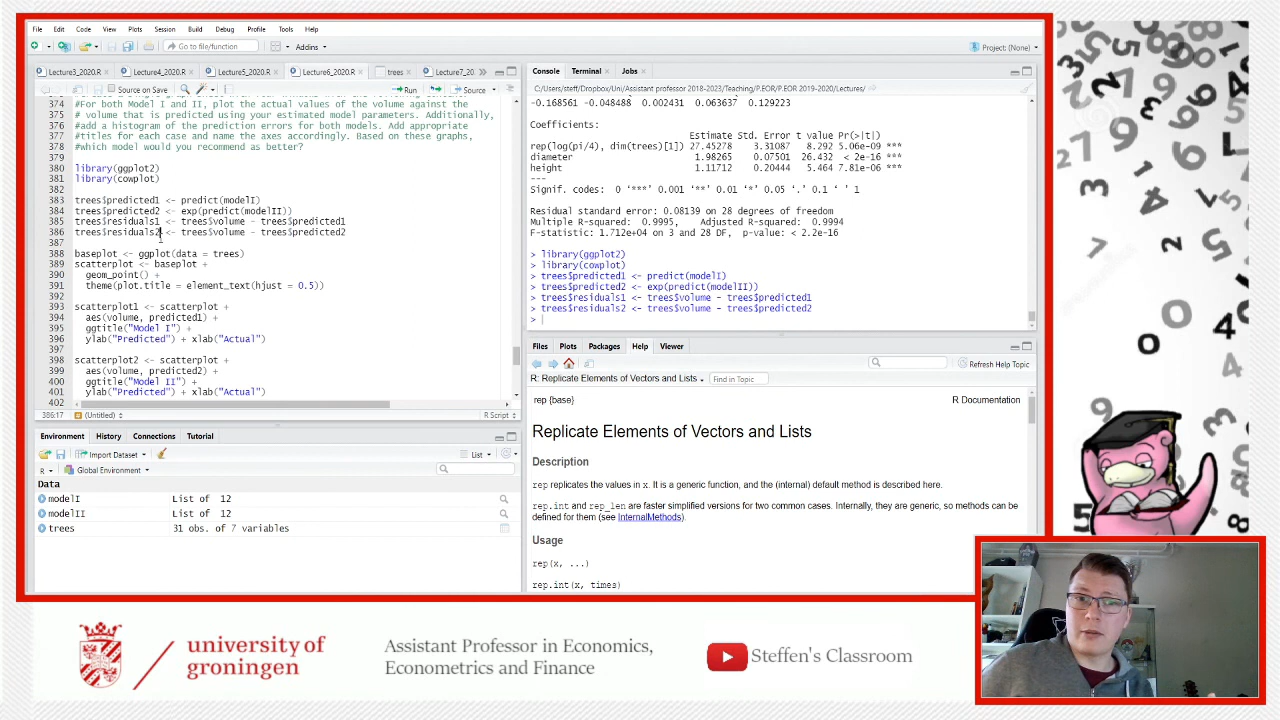 File Edit Code View Plots Session Build Debug Profile Tools Help
Go to file/function Addins Project: (None)
Lecture3_2020.R Lecture4_2020.R Lecture5_2020.R trees Lecture7_20
Source on Save Run Source
374 #For both Model I and II, plot the actual values of the volume against the
375 # volume that is predicted using your estimated model parameters. Additionally,
376 #add a histogram of the prediction errors for both models. Add appropriate
377 #titles for each case and name the axes accordingly. Based on these graphs,
378 #which model would you recommend as better?
379
380 library(ggplot2)
381 library(cowplot)
382
383 trees$predicted1 <- predict(modelI)
384 trees$predicted2 <- exp(predict(modelII))
385 trees$residuals1 <- trees$volume - trees$predicted1
386 trees$residuals2 <- trees$volume - trees$predicted2
387
388 baseplot <- ggplot(data = trees)
389 scatterplot <- baseplot +
390 geom_point() +
391 theme(plot.title = element_text(hjust = 0.5))
392
393 scatterplot1 <- scatterplot +
394 aes(volume, predicted1) +
395 ggtitle("Model I") +
396 ylab("Predicted") + xlab("Actual")
397
398 scatterplot2 <- scatterplot +
399 aes(volume, predicted2) +
400 ggtitle("Model II") +
401 ylab("Predicted") + xlab("Actual")
402
386:17 (Untitled) R Script
Environment History Connections Tutorial
Import Dataset List
R Global Environment
Data
modelI List of 12
modelII List of 12
trees 31 obs. of 7 variables
Console Terminal Jobs
C:/Users/steff/Dropbox/Uni/Assistant professor 2018-2023/Teaching/P.EOR/P.EOR 2019-2020/Lectures/
-0.168561 -0.048488 0.002431 0.063637 0.129223
Coefficients:
Estimate Std. Error t value Pr(>|t|)
rep(log(pi/4), dim(trees)[1]) 27.45278 3.31087 8.292 5.06e-09 ***
diameter 1.98265 0.07501 26.432 < 2e-16 ***
height 1.11712 0.20444 5.464 7.81e-06 ***
---
Signif. codes: 0 ‘***’ 0.001 ‘**’ 0.01 ‘*’ 0.05 ‘.’ 0.1 ‘ ’ 1
Residual standard error: 0.08139 on 28 degrees of freedom
Multiple R-squared: 0.9995, Adjusted R-squared: 0.9994
F-statistic: 1.712e+04 on 3 and 28 DF, p-value: < 2.2e-16
> library(ggplot2)
> library(cowplot)
> trees$predicted1 <- predict(modelI)
> trees$predicted2 <- exp(predict(modelII))
> trees$residuals1 <- trees$volume - trees$predicted1
> trees$residuals2 <- trees$volume - trees$predicted2
>
Files Plots Packages Help Viewer
Refresh Help Topic
R: Replicate Elements of Vectors and Lists Find in Topic
rep {base} R Documentation
Replicate Elements of Vectors and Lists
Description
rep replicates the values in x. It is a generic function, and the (internal) default method is described here.
rep.int and rep_len are faster simplified versions for two common cases. Internally, they are generic, so methods can be
defined for them (see InternalMethods).
Usage
rep(x, ...)
rep.int(x, times)
university of
groningen
Assistant Professor in Economics,
Econometrics and Finance
Steffen's Classroom